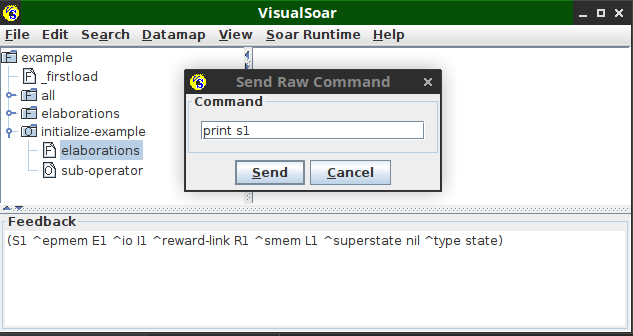 VisualSoar
File Edit Search Datamap View Soar Runtime Help
example
_firstload
all
elaborations
initialize-example
elaborations
sub-operator
Send Raw Command
Command
print s1
Send Cancel
Feedback
(S1 ^epmem E1 ^io I1 ^reward-link R1 ^smem L1 ^superstate nil ^type state)